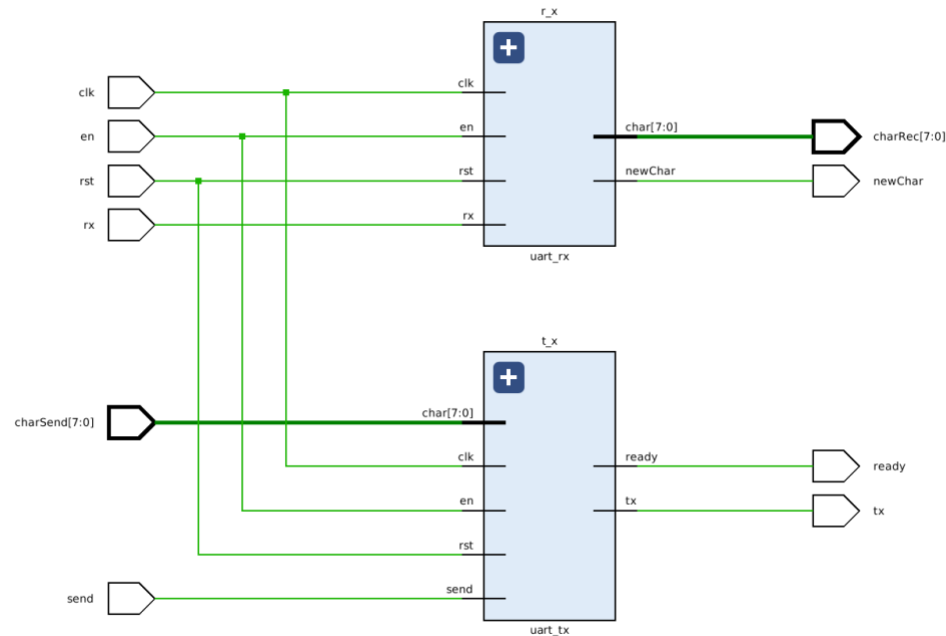 r_x
clk
clk
en
en
char[7:0]
charRec[7:0]
rst
rst
newChar
newChar
rx
rx
uart_rx
t_x
charSend[7:0]
char[7:0]
clk
ready
ready
en
tx
tx
rst
send
send
uart_tx